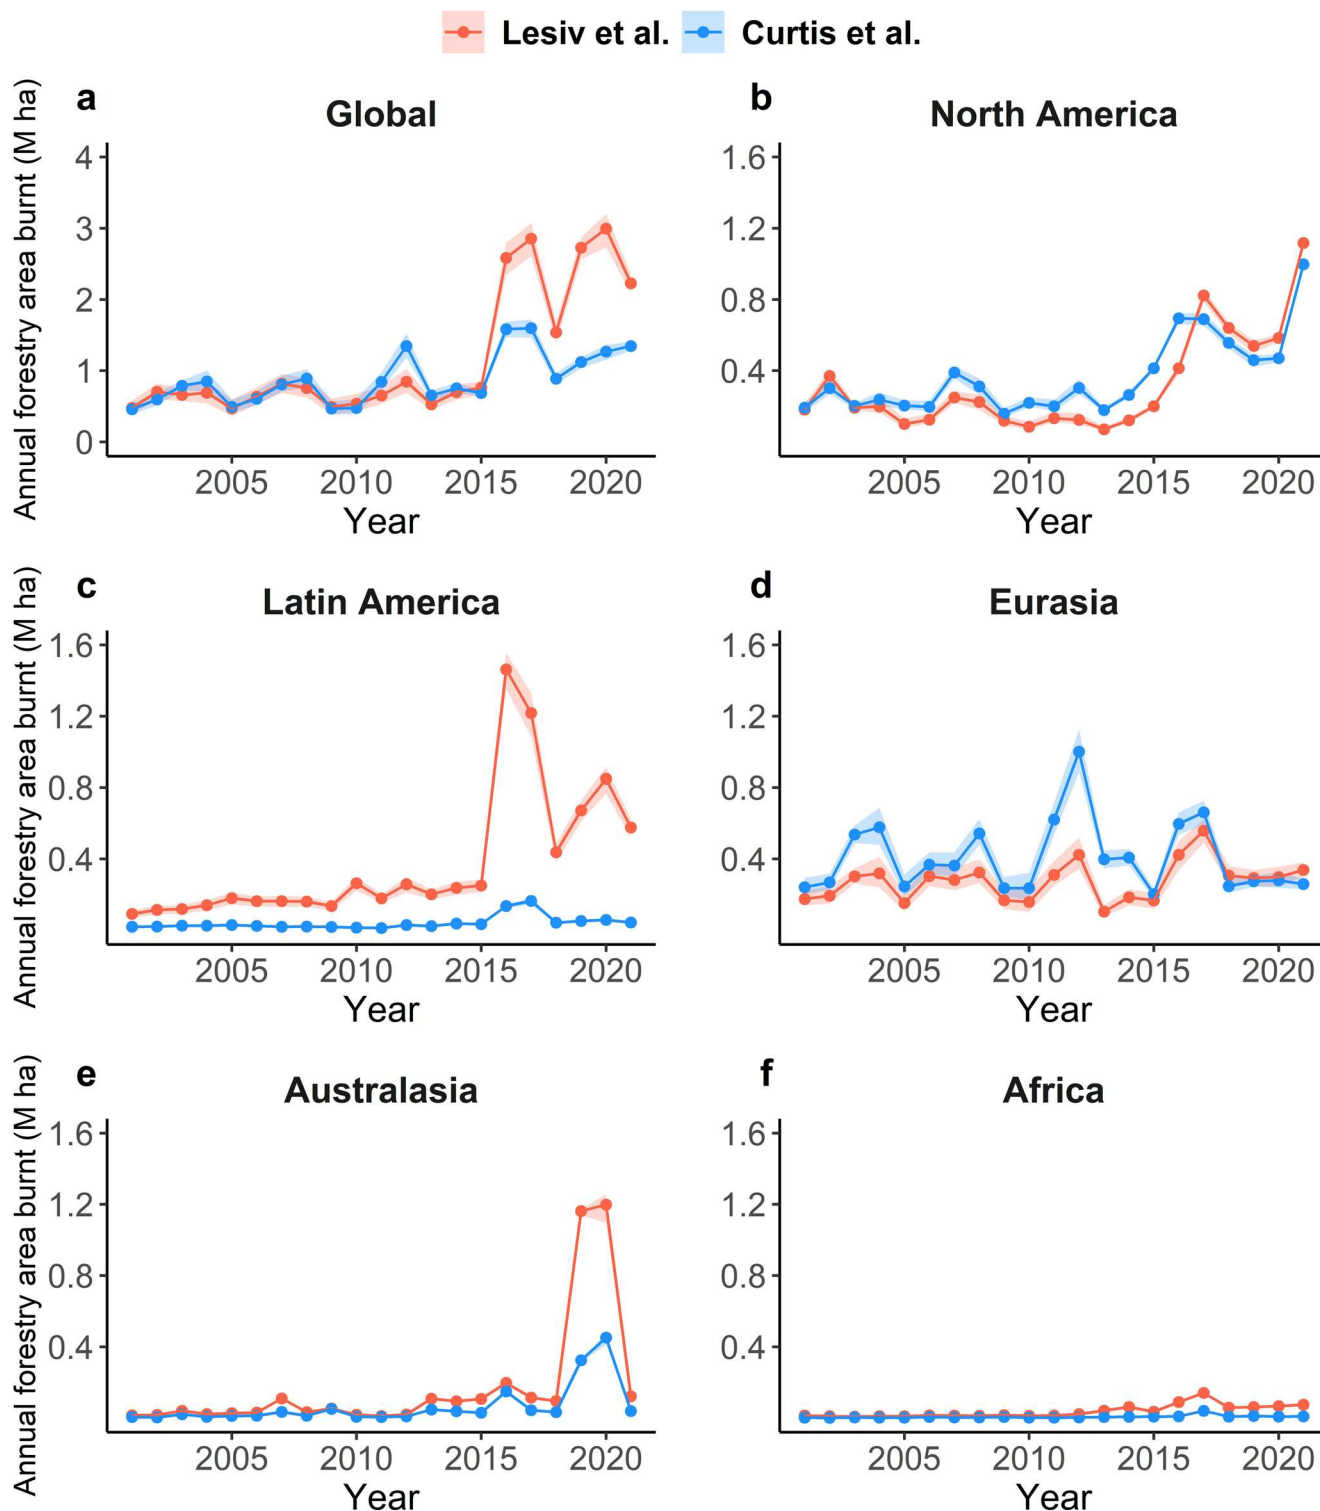 Lesiv et al. Curtis et al.
a Global
Annual forestry area burnt (M ha)
4
3
2
1
0
2005 2010 2015 2020
Year
b North America
1.6
1.2
0.8
0.4
2005 2010 2015 2020
Year
c Latin America
Annual forestry area burnt (M ha)
1.6
1.2
0.8
0.4
2005 2010 2015 2020
Year
d Eurasia
1.6
1.2
0.8
0.4
2005 2010 2015 2020
Year
e Australasia
Annual forestry area burnt (M ha)
1.6
1.2
0.8
0.4
2005 2010 2015 2020
Year
f Africa
1.6
1.2
0.8
0.4
2005 2010 2015 2020
Year